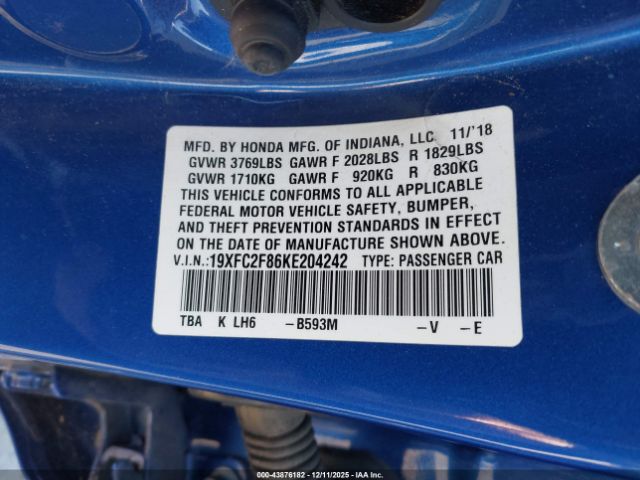 MFD. BY HONDA MFG. OF INDIANA, LLC 11/'18
GVWR 3769LBS GAWR F 2028LBS R 1829LBS
GVWR 1710KG GAWR F 920KG R 830KG
THIS VEHICLE CONFORMS TO ALL APPLICABLE
FEDERAL MOTOR VEHICLE SAFETY, BUMPER,
AND THEFT PREVENTION STANDARDS IN EFFECT
ON THE DATE OF MANUFACTURE SHOWN ABOVE.
V.I.N.:19XFC2F86KE204242 TYPE: PASSENGER CAR
TBA K LH6 –B593M –V –E
000-43876182 - 12/11/2025 - IAAI.COM